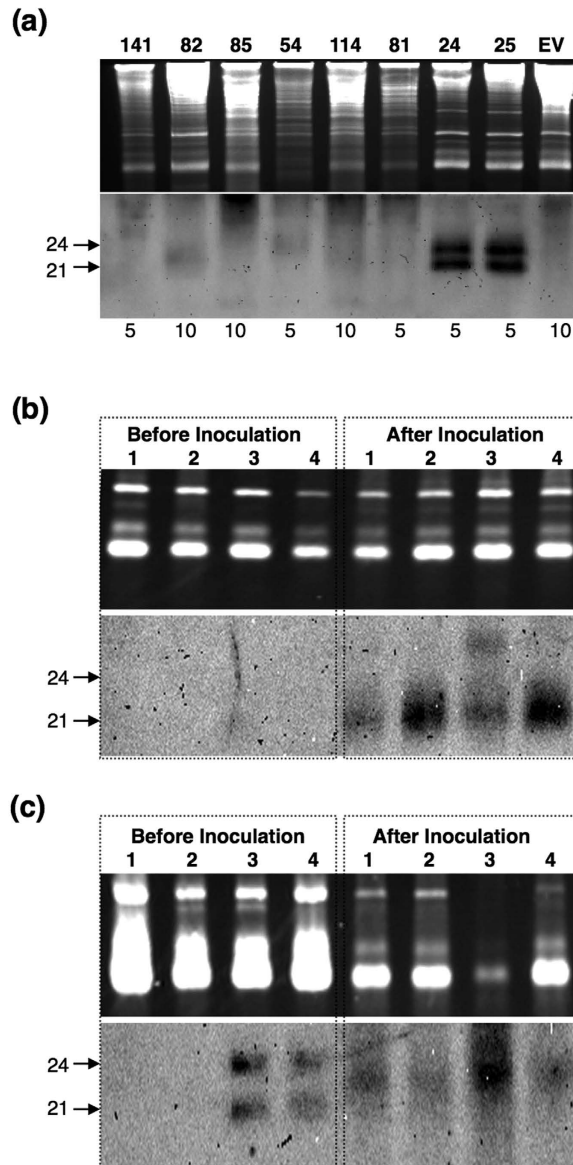 (a)
141 82 85 54 114 81 24 25 EV
24
21
5 10 10 5 10 5 5 5 10
(b)
Before Inoculation After Inoculation
1 2 3 4 1 2 3 4
24
21
(c)
Before Inoculation After Inoculation
1 2 3 4 1 2 3 4
24
21